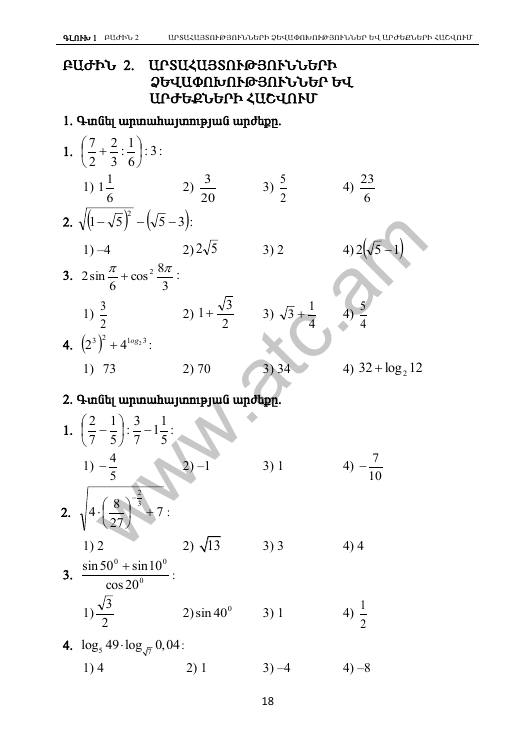 ԳԼՈՒԽ 1 ԲԱԺԻՆ 2 ԱՐՏԱՀԱՅՏՈՒԹՅՈՒՆՆԵՐԻ ՁԵՎԱՓՈԽՈՒԹՅՈՒՆՆԵՐ ԵՎ ԱՐԺԵՔՆԵՐԻ ՀԱՇՎՈՒՄ
ԲԱԺԻՆ 2. ԱՐՏԱՀԱՅՏՈՒԹՅՈՒՆՆԵՐԻ
ՁԵՎԱՓՈԽՈՒԹՅՈՒՆՆԵՐ ԵՎ
ԱՐԺԵՔՆԵՐԻ ՀԱՇՎՈՒՄ
1. Գտնել արտահայտության արժեքը.
1. (7/2 + 2/3 : 1/6) : 3 :
1) 1 1/6 2) 3/20 3) 5/2 4) 23/6
2. √((1−√5)²) − (√5−3) :
1) −4 2) 2√5 3) 2 4) 2(√5−1)
3. 2 sin π/6 + cos² 8π/3 :
1) 3/2 2) 1 + √3/2 3) √3 + 1/4 4) 5/4
4. (2³)² + 4^(log₂ 3) :
1) 73 2) 70 3) 34 4) 32 + log₂ 12
2. Գտնել արտահայտության արժեքը.
1. (2/7 − 1/5) : 3/7 − 1 1/5 :
1) −4/5 2) −1 3) 1 4) −7/10
2. √(4·(8/27)^(−2/3) + 7) :
1) 2 2) √13 3) 3 4) 4
3. (sin 50⁰ + sin 10⁰)/(cos 20⁰) :
1) √3/2 2) sin 40⁰ 3) 1 4) 1/2
4. log₅ 49 · log_√7 0,04 :
1) 4 2) 1 3) −4 4) −8
18
www.atc.am